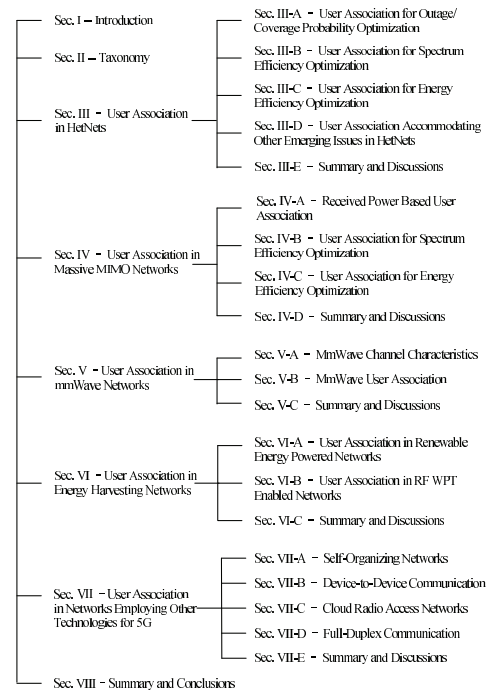 Sec. I – Introduction
Sec. II – Taxonomy
Sec. III – User Association
in HetNets
Sec. III-A – User Association for Outage/
Coverage Probability Optimization
Sec. III-B – User Association for Spectrum
Efficiency Optimization
Sec. III-C – User Association for Energy
Efficiency Optimization
Sec. III-D – User Association Accommodating
Other Emerging Issues in HetNets
Sec. III-E – Summary and Discussions
Sec. IV – User Association in
Massive MIMO Networks
Sec. IV-A – Received Power Based User
Association
Sec. IV-B – User Association for Spectrum
Efficiency Optimization
Sec. IV-C – User Association for Energy
Efficiency Optimization
Sec. IV-D – Summary and Discussions
Sec. V – User Association in
mmWave Networks
Sec. V-A – MmWave Channel Characteristics
Sec. V-B – MmWave User Association
Sec. V-C – Summary and Discussions
Sec. VI – User Association in
Energy Harvesting Networks
Sec. VI-A – User Association in Renewable
Energy Powered Networks
Sec. VI-B – User Association in RF WPT
Enabled Networks
Sec. VI-C – Summary and Discussions
Sec. VII – User Association
in Networks Employing Other
Technologies for 5G
Sec. VII-A – Self-Organizing Networks
Sec. VII-B – Device-to-Device Communication
Sec. VII-C – Cloud Radio Access Networks
Sec. VII-D – Full-Duplex Communication
Sec. VII-E – Summary and Discussions
Sec. VIII – Summary and Conclusions